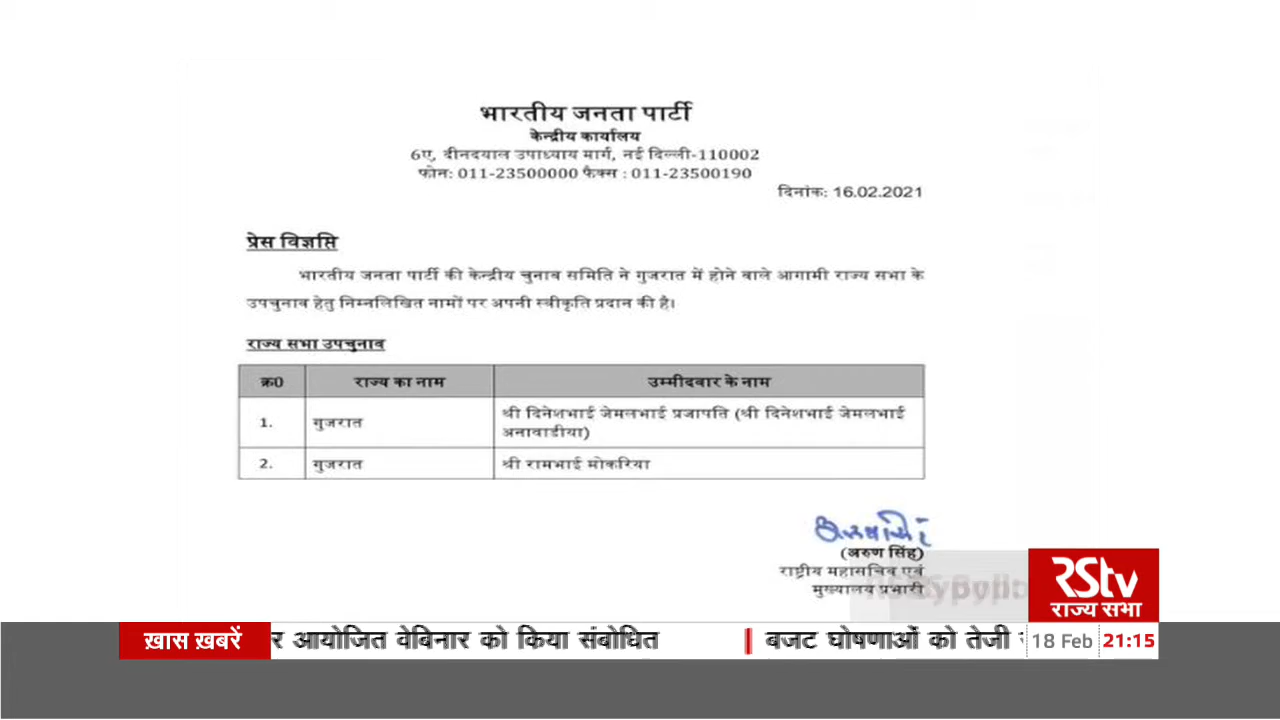 भारतीय जनता पार्टी
केन्द्रीय कार्यालय
6ए, दीनदयाल उपाध्याय मार्ग, नई दिल्ली-110002
फोन: 011-23500000 फैक्स : 011-23500190
दिनांक: 16.02.2021
प्रेस विज्ञप्ति
भारतीय जनता पार्टी की केन्द्रीय चुनाव समिति ने गुजरात में होने वाले आगामी राज्य सभा के
उपचुनाव हेतु निम्नलिखित नामों पर अपनी स्वीकृति प्रदान की है।
राज्य सभा उपचुनाव
क्र0 राज्य का नाम उम्मीदवार के नाम
1. गुजरात श्री दिनेशभाई जेमलभाई प्रजापति (श्री दिनेशभाई जेमलभाई
अनावाडीया)
2. गुजरात श्री रामभाई मोकरिया
(अरुण सिंह)
राष्ट्रीय महासचिव एवं
मुख्यालय प्रभारी
RStv
राज्य सभा
ख़ास ख़बरें र आयोजित वेबिनार को किया संबोधित | बजट घोषणाओं को तेजी 18 Feb 21:15